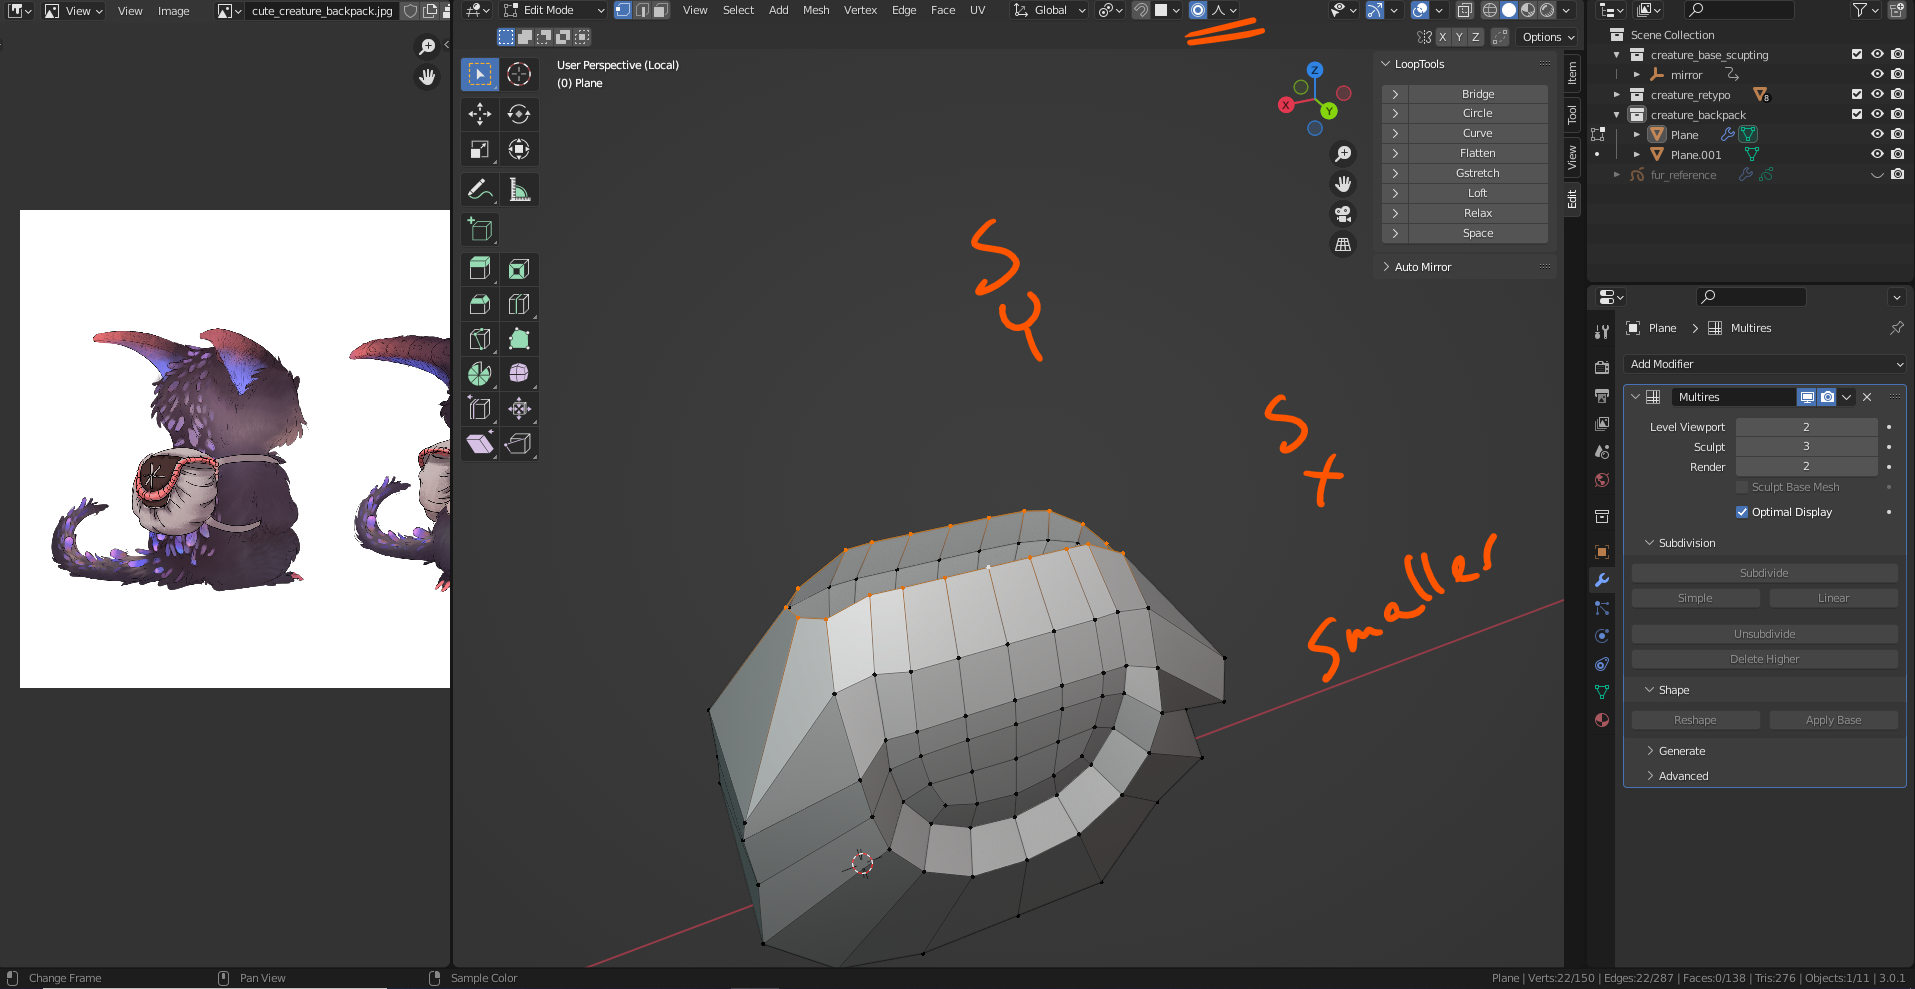 View
View
Image
cute_creature_backpack.jpg
Edit Mode
View
Select
Add
Mesh
Vertex
Edge
Face
UV
Global
X
Y
Z
Options
User Perspective (Local)
(0) Plane
Z
X
Y
LoopTools
Bridge
Circle
Curve
Flatten
Gstretch
Loft
Relax
Space
Auto Mirror
Item
Tool
View
Edit
S
Y
S
X
Smaller
Scene Collection
creature_base_scupting
mirror
creature_retypo
8
creature_backpack
Plane
Plane.001
fur_reference
Plane
Multires
Add Modifier
Multires
Level Viewport 2
Sculpt 3
Render 2
Sculpt Base Mesh
Optimal Display
Subdivision
Subdivide
Simple
Linear
Unsubdivide
Delete Higher
Shape
Reshape
Apply Base
Generate
Advanced
Change Frame
Pan View
Sample Color
Plane | Verts:22/150 | Edges:22/287 | Faces:0/138 | Tris:276 | Objects:1/11 | 3.0.1